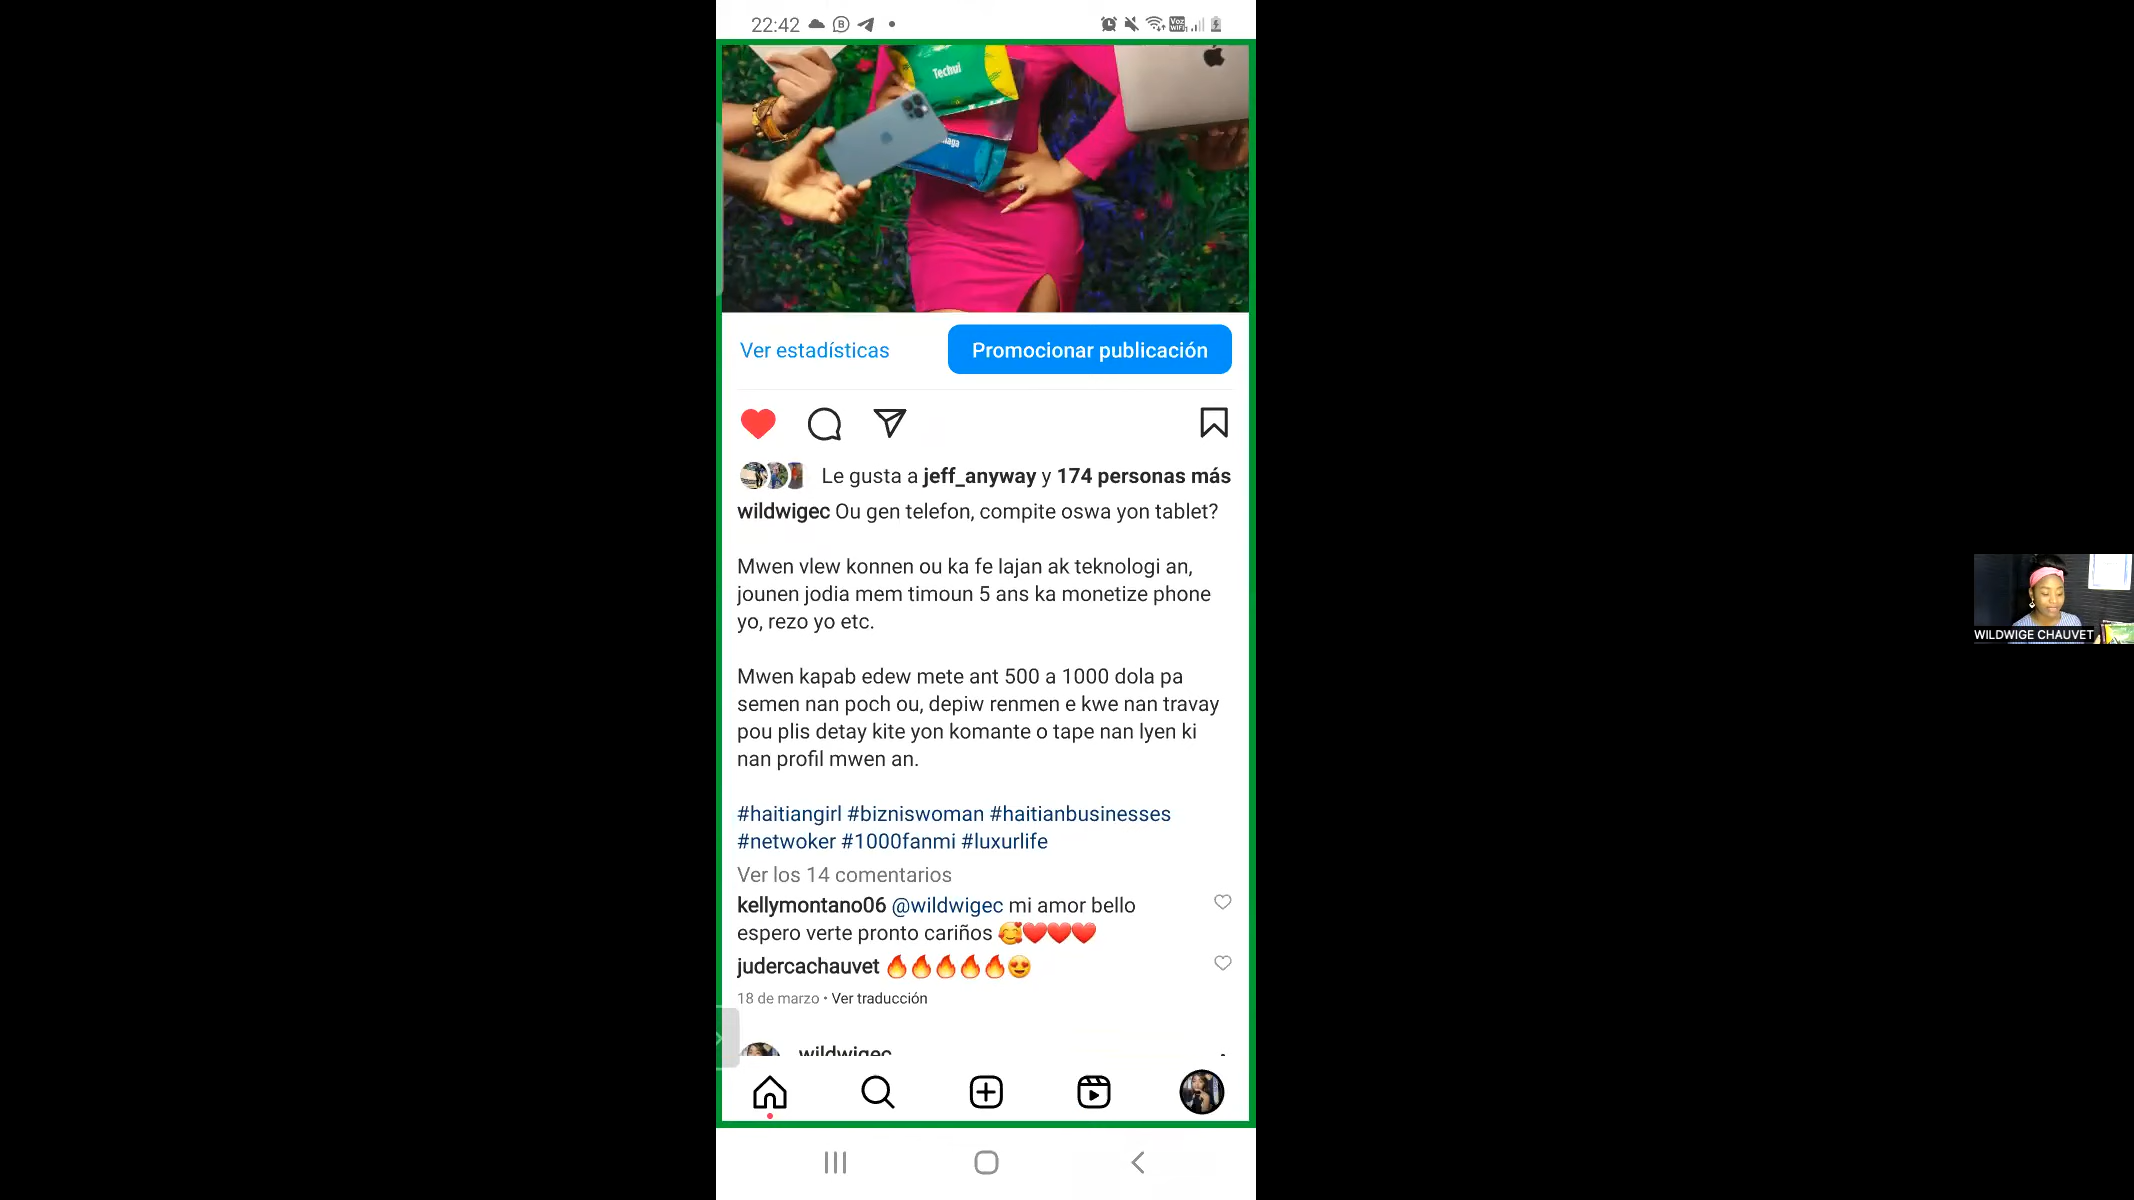 22:42
Techui
Ver estadísticas
Promocionar publicación
Le gusta a jeff_anyway y 174 personas más
wildwigec Ou gen telefon, compite oswa yon tablet?
Mwen vlew konnen ou ka fe lajan ak teknologi an,
jounen jodia mem timoun 5 ans ka monetize phone
yo, rezo yo etc.
Mwen kapab edew mete ant 500 a 1000 dola pa
semen nan poch ou, depiw renmen e kwe nan travay
pou plis detay kite yon komante o tape nan lyen ki
nan profil mwen an.
#haitiangirl #bizniswoman #haitianbusinesses
#netwoker #1000fanmi #luxurlife
Ver los 14 comentarios
kellymontano06 @wildwigec mi amor bello
espero verte pronto cariños 🥰❤️❤️❤️
judercachauvet 🔥🔥🔥🔥🔥😍
18 de marzo • Ver traducción
wildwigec
WILDWIGE CHAUVET